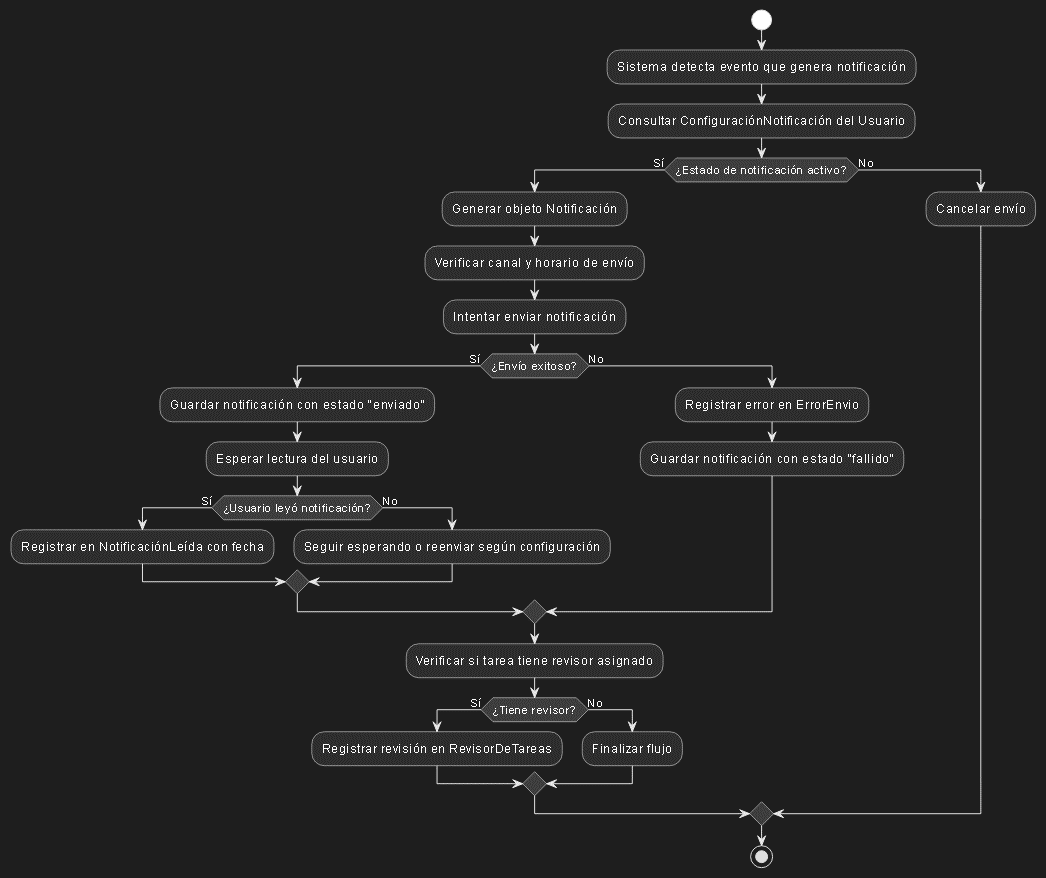 Sistema detecta evento que genera notificación
Consultar ConfiguraciónNotificación del Usuario
Sí
¿Estado de notificación activo?
No
Generar objeto Notificación
Cancelar envío
Verificar canal y horario de envío
Intentar enviar notificación
Sí
¿Envío exitoso?
No
Guardar notificación con estado "enviado"
Registrar error en ErrorEnvio
Esperar lectura del usuario
Guardar notificación con estado "fallido"
Sí
¿Usuario leyó notificación?
No
Registrar en NotificaciónLeída con fecha
Seguir esperando o reenviar según configuración
Verificar si tarea tiene revisor asignado
Sí
¿Tiene revisor?
No
Registrar revisión en RevisorDeTareas
Finalizar flujo